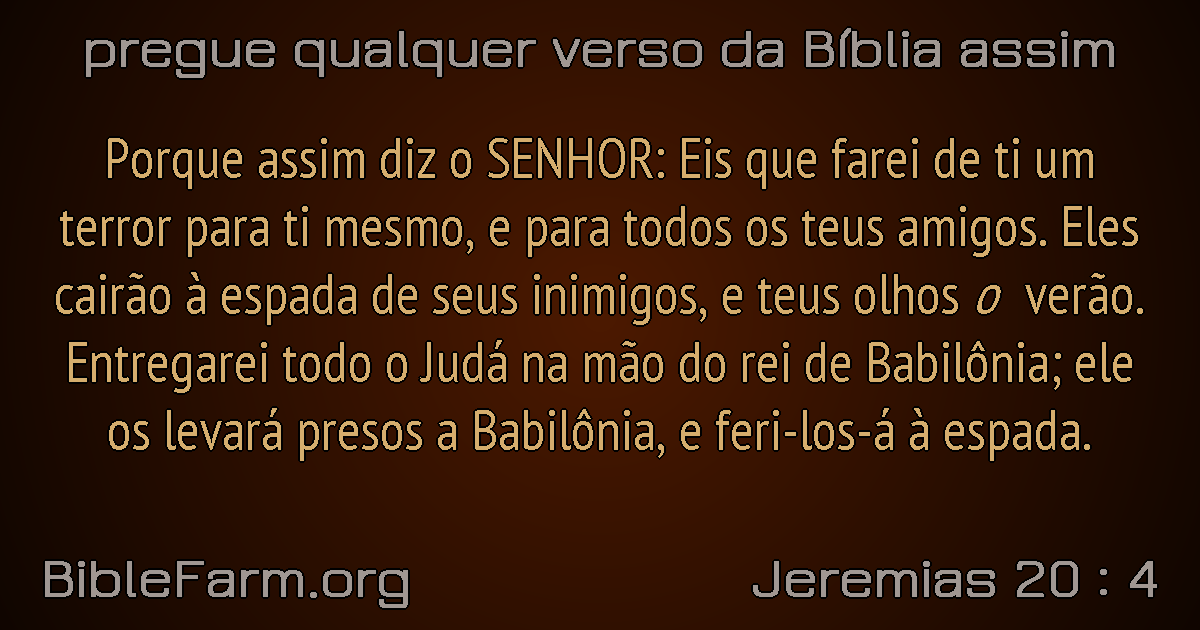 pregue qualquer verso da Bíblia assim
Porque assim diz o SENHOR: Eis que farei de ti um
terror para ti mesmo, e para todos os teus amigos. Eles
cairão à espada de seus inimigos, e teus olhos o verão.
Entregarei todo o Judá na mão do rei de Babilônia; ele
os levará presos a Babilônia, e feri-los-á à espada.
BibleFarm.org
Jeremias 20 : 4